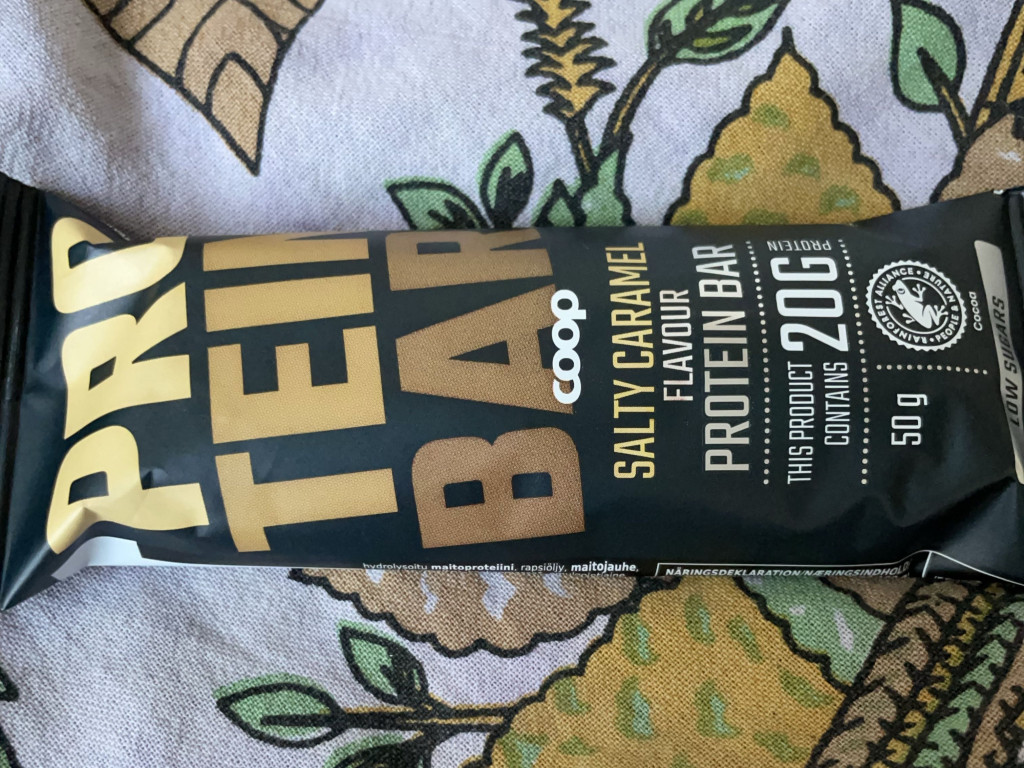 PRO
TEIN
BAR
coop
SALTY CARAMEL
FLAVOUR
PROTEIN BAR
THIS PRODUCT
CONTAINS
20G
PROTEIN
50 g
RAINFOREST ALLIANCE • PEOPLE & NATURE •
COCOA
LOW SUGARS
hydrolysoitu maitoproteiini, rapsiöljy, maitojauhe,
NÄRINGSDEKLARATION/NÆRINGSINDHOLD